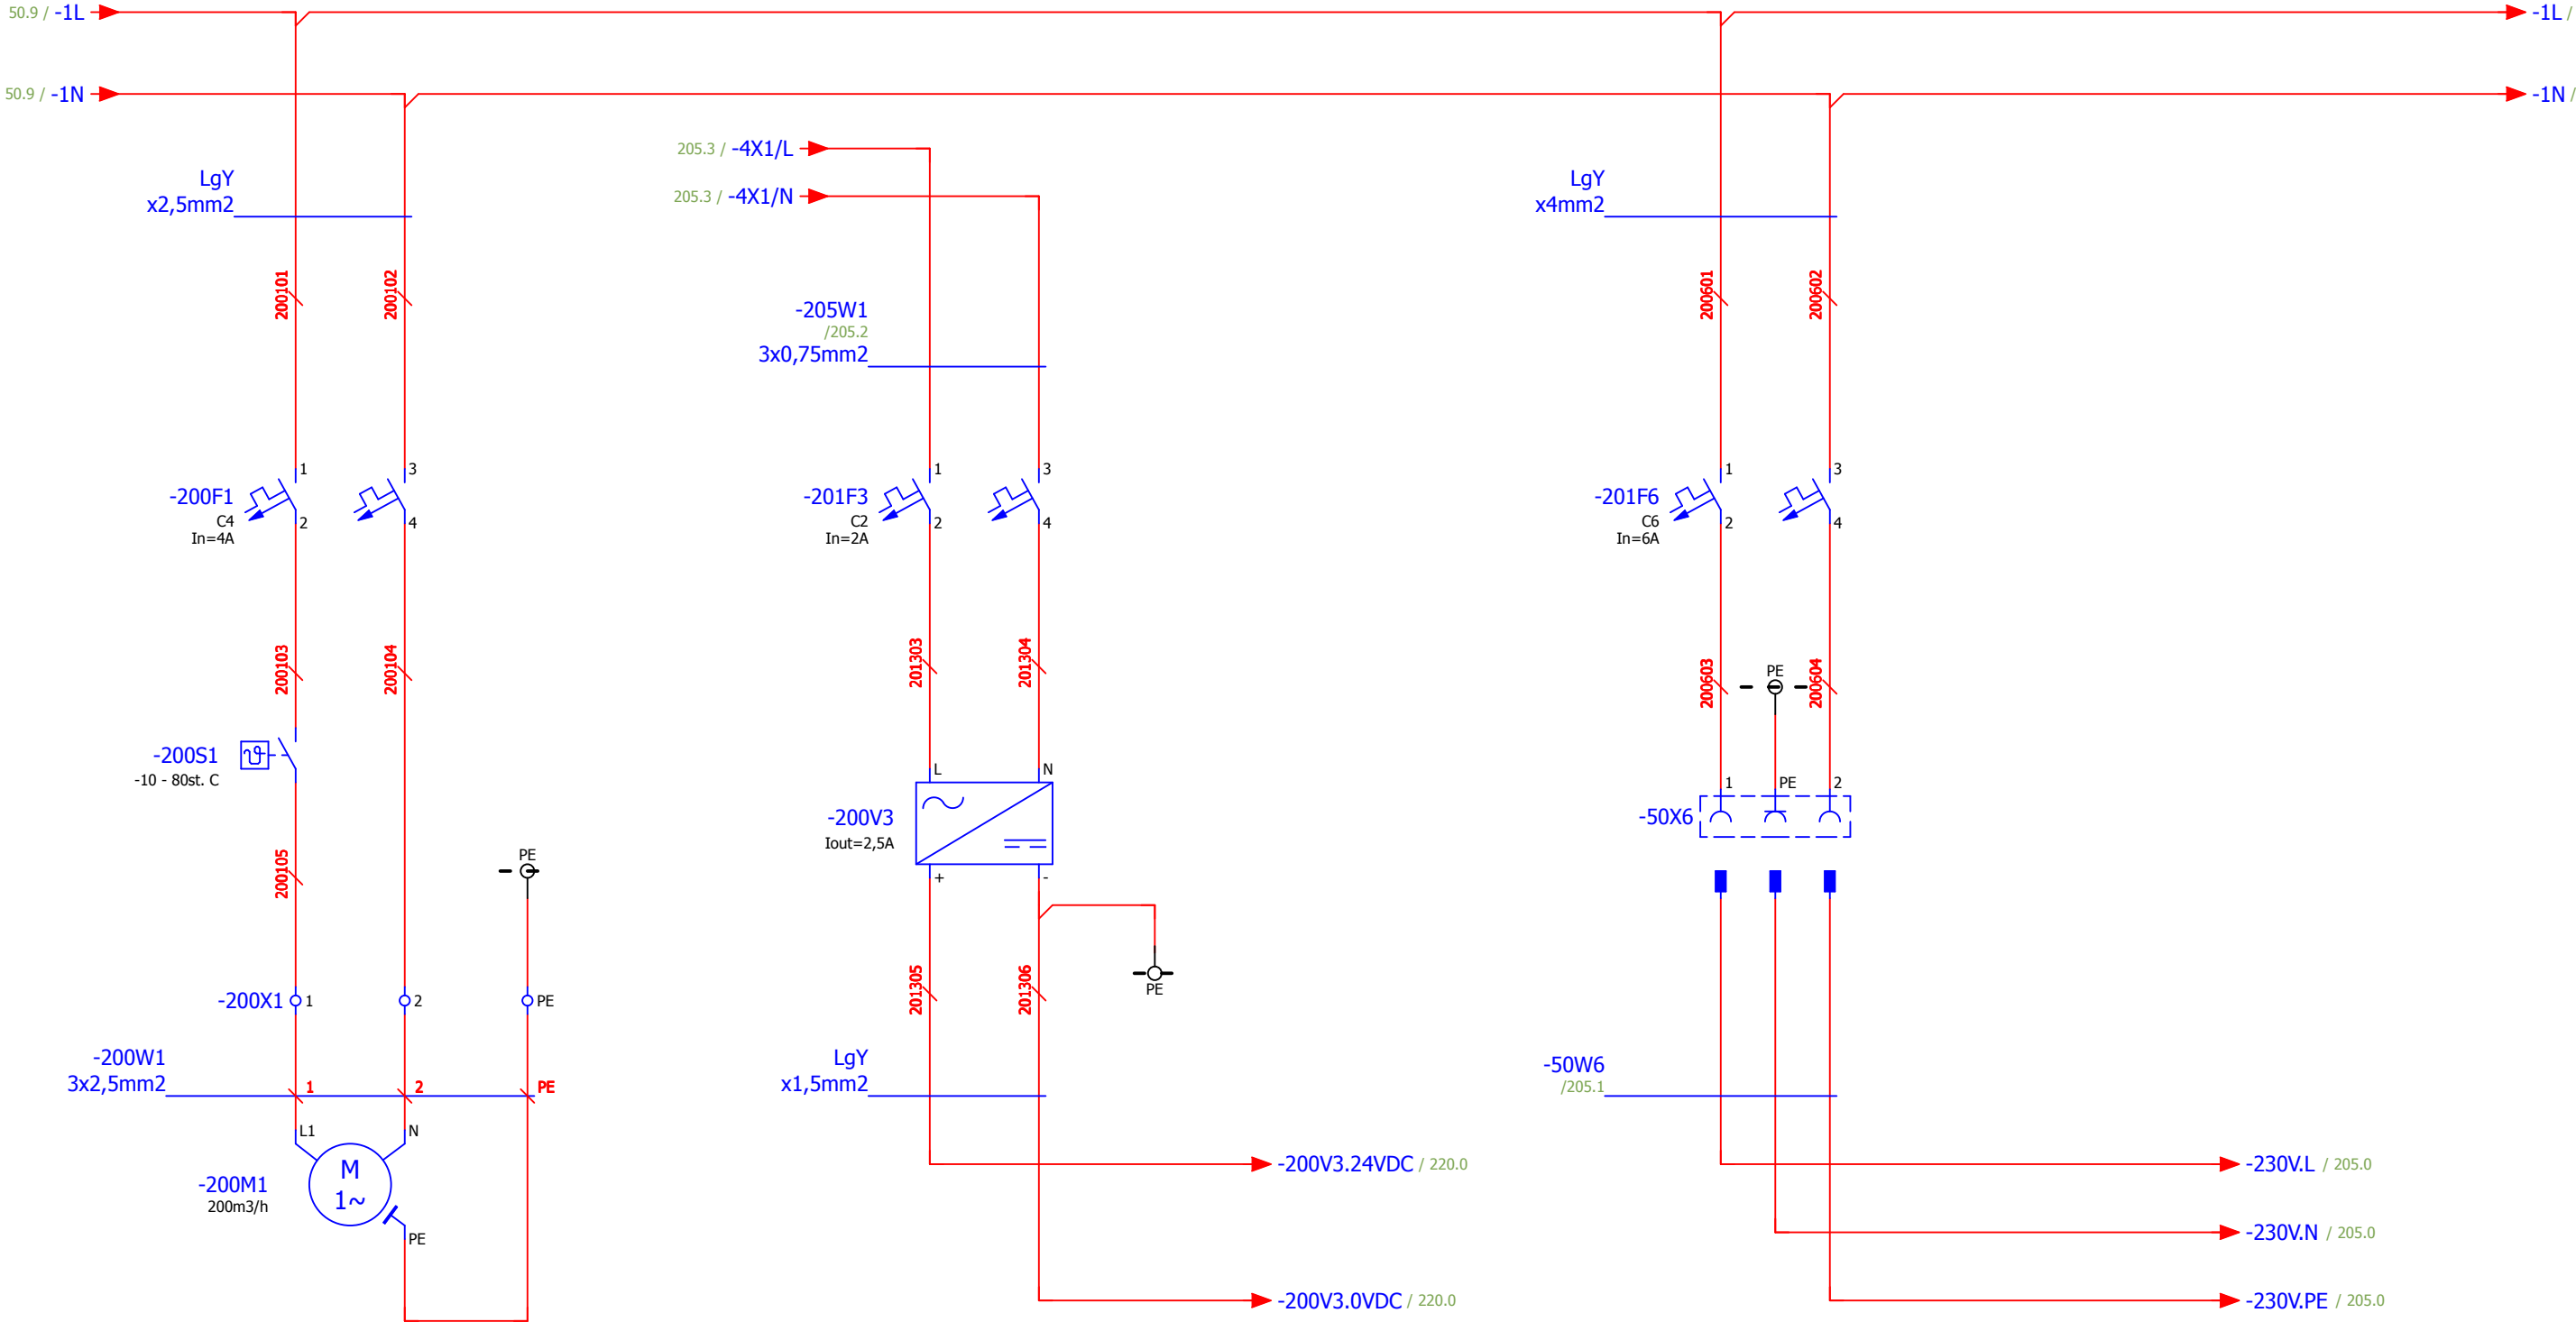 50.9 / -1L
-1L /
50.9 / -1N
-1N /
205.3 / -4X1/L
205.3 / -4X1/N
LgY
x2,5mm2
LgY
x4mm2
200101
200102
-205W1
/205.2
3x0,75mm2
200601
200602
-200F1
C4
In=4A
1
2
3
4
-201F3
C2
In=2A
1
2
3
4
-201F6
C6
In=6A
1
2
3
4
200103
200104
201303
201304
200603
PE
200604
-200S1
-10 - 80st. C
L
N
-200V3
Iout=2,5A
+
-
1
PE
2
-50X6
200105
PE
201305
201306
PE
-200X1
1
2
PE
-200W1
3x2,5mm2
1
2
PE
LgY
x1,5mm2
-50W6
/205.1
L1
N
M
1~
-200M1
200m3/h
PE
-200V3.24VDC / 220.0
-230V.L / 205.0
-230V.N / 205.0
-200V3.0VDC / 220.0
-230V.PE / 205.0